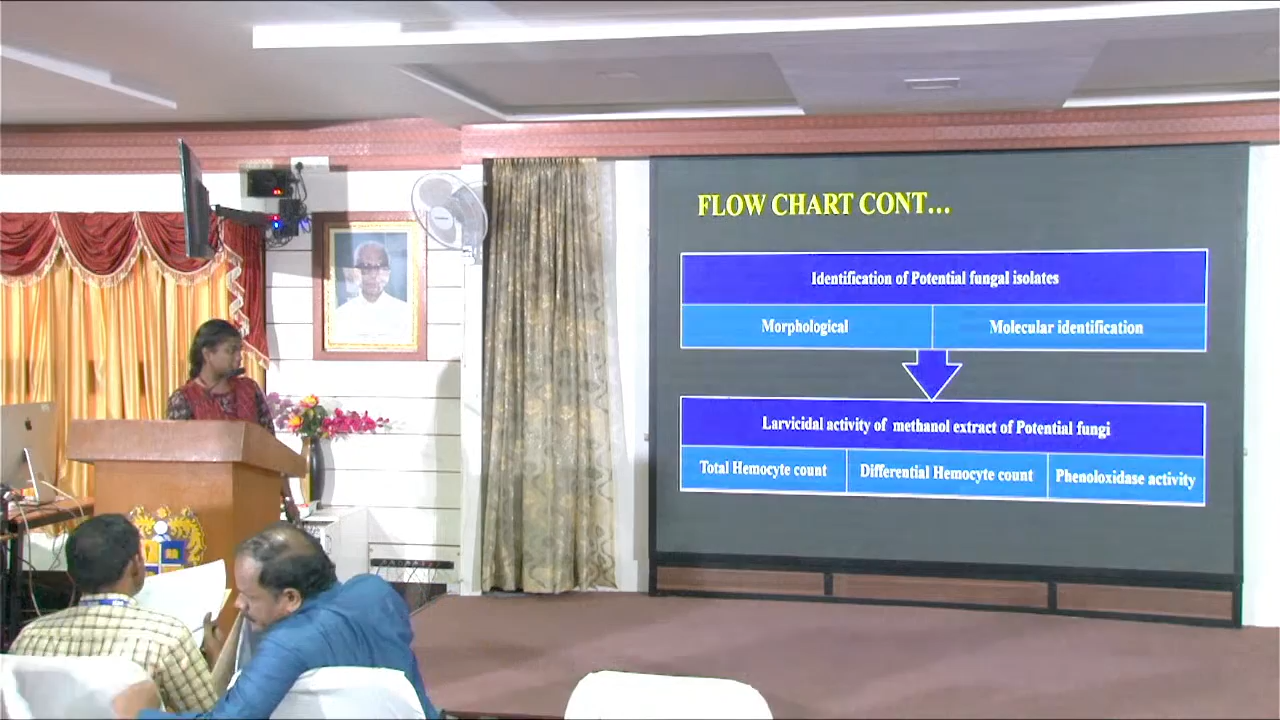 FLOW CHART CONT...
Identification of Potential fungal isolates
Morphological
Molecular identification
Larvicidal activity of methanol extract of Potential fungi
Total Hemocyte count
Differential Hemocyte count
Phenoloxidase activity